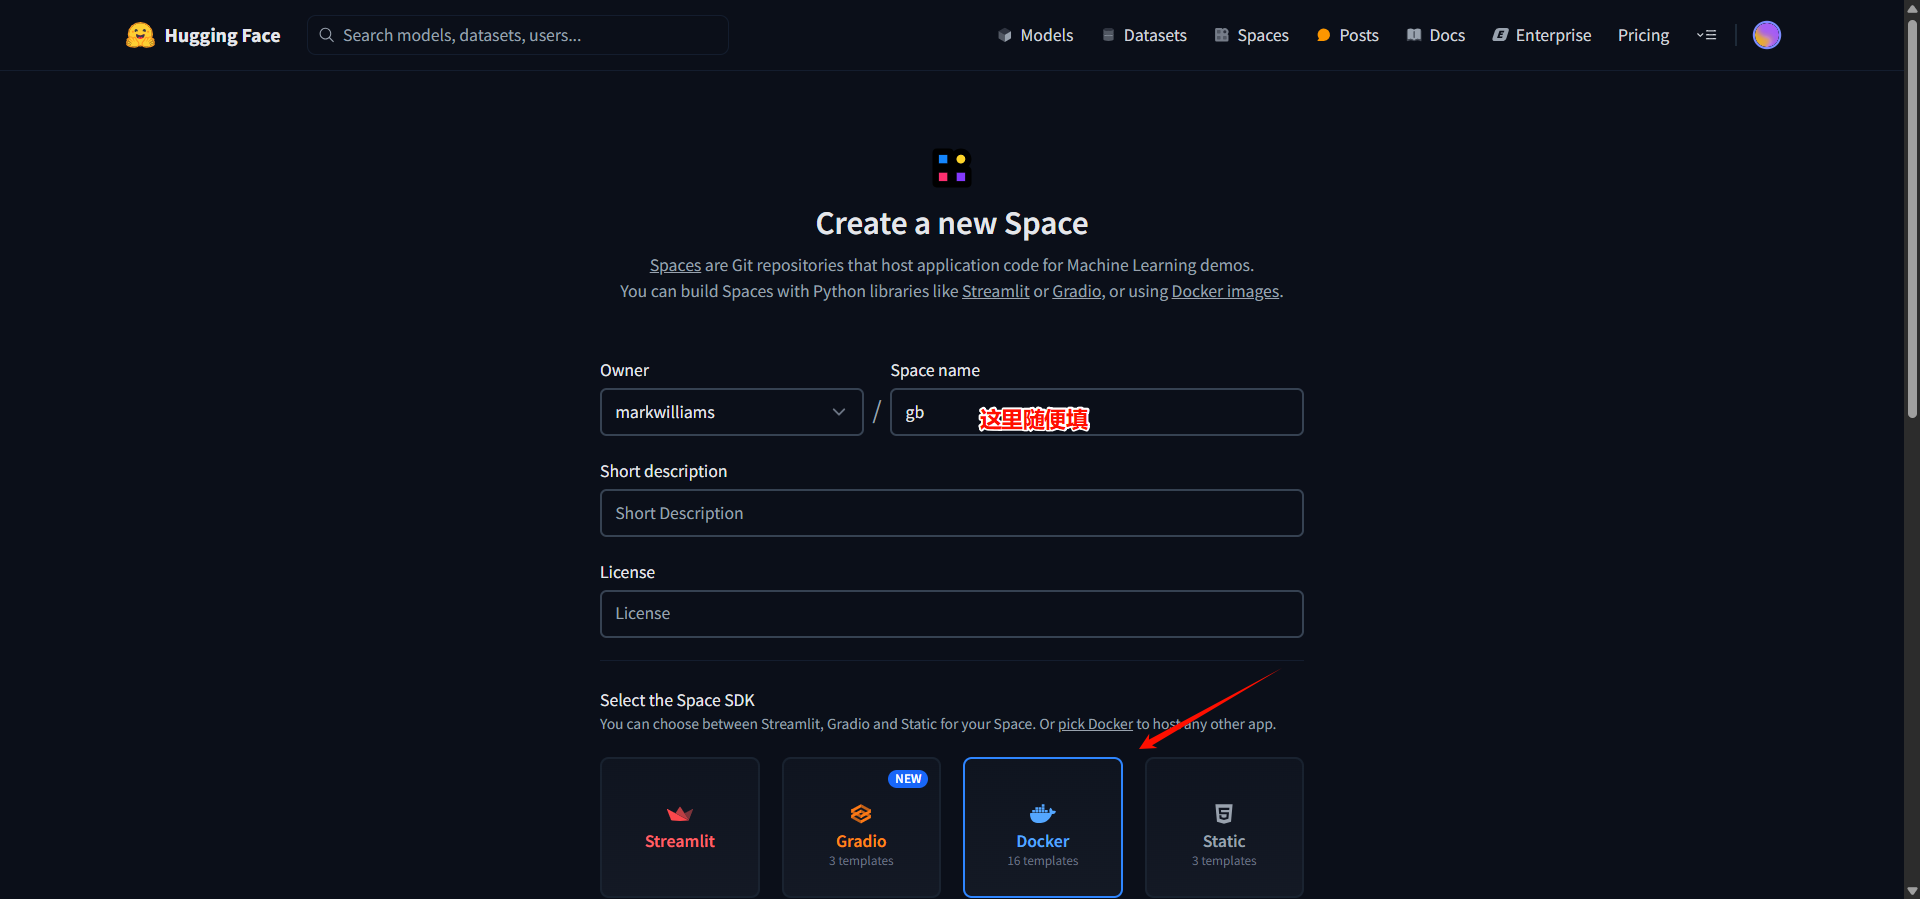 Hugging Face
Search models, datasets, users...
Models
Datasets
Spaces
Posts
Docs
Enterprise
Pricing
Create a new Space
Spaces are Git repositories that host application code for Machine Learning demos.
You can build Spaces with Python libraries like Streamlit or Gradio, or using Docker images.
Owner
Space name
markwilliams
/
gb
这里随便填
Short description
Short Description
License
License
Select the Space SDK
You can choose between Streamlit, Gradio and Static for your Space. Or pick Docker to host any other app.
Streamlit
NEW
Gradio
3 templates
Docker
16 templates
Static
3 templates